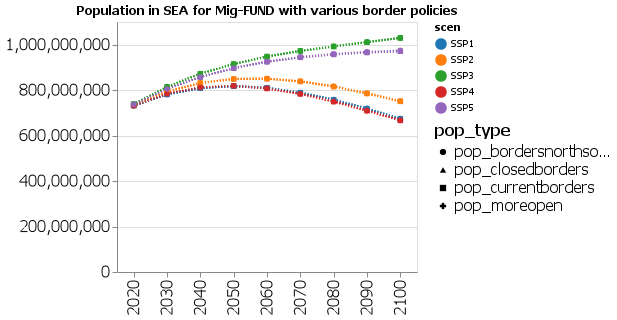 Population in SEA for Mig-FUND with various border policies
1,000,000,000
800,000,000
600,000,000
400,000,000
200,000,000
0
2020 2030 2040 2050 2060 2070 2080 2090 2100
scen
SSP1
SSP2
SSP3
SSP4
SSP5
pop_type
pop_bordersnorthso...
pop_closedborders
pop_currentborders
pop_moreopen